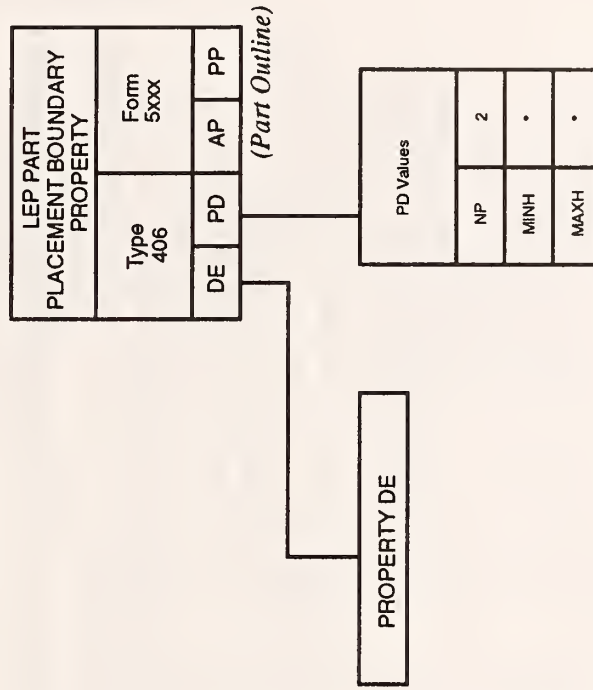 LEP PART
PLACEMENT BOUNDARY
PROPERTY
Type
406
Form
5xxx
DE
PD
AP
PP
(Part Outline)
PROPERTY DE
PD Values
NP
2
MINH
•
MAXH
•